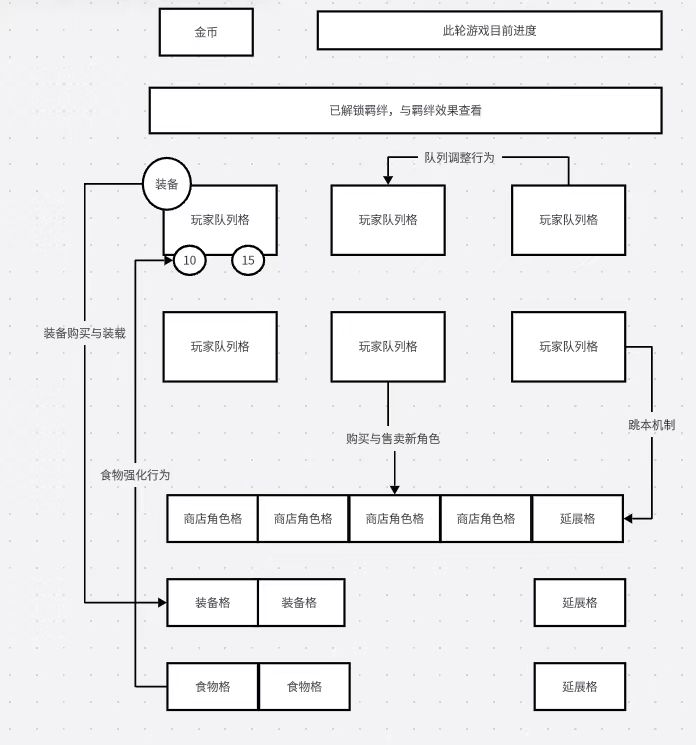 金币
此轮游戏目前进度
已解锁羁绊，与羁绊效果查看
队列调整行为
装备
玩家队列格
玩家队列格
玩家队列格
10
15
装备购买与装载
玩家队列格
玩家队列格
玩家队列格
跳本机制
购买与售卖新角色
食物强化行为
商店角色格
商店角色格
商店角色格
商店角色格
延展格
装备格
装备格
延展格
食物格
食物格
延展格